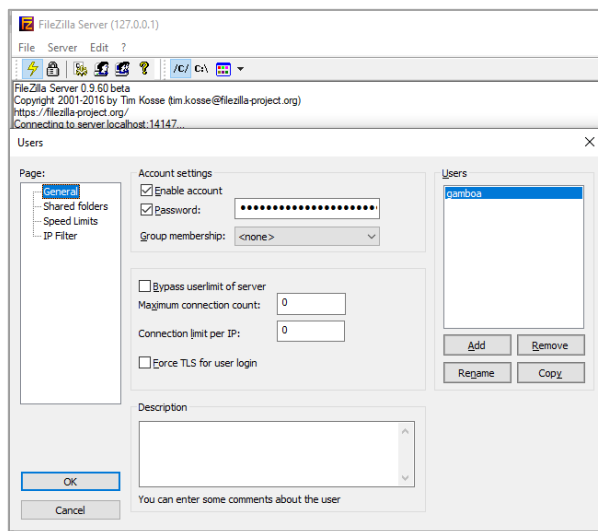 FileZilla Server (127.0.0.1)
File Server Edit ?
/C/ C:\
FileZilla Server 0.9.60 beta
Copyright 2001-2016 by Tim Kosse (tim.kosse@filezilla-project.org)
https://filezilla-project.org/
Connecting to server localhost:14147...
Users
Page:
General
Shared folders
Speed Limits
IP Filter
Account settings
Enable account
Password:
Group membership: <none>
Bypass userlimit of server
Maximum connection count: 0
Connection limit per IP: 0
Force TLS for user login
Description
You can enter some comments about the user
Users
gamboa
Add Remove
Rename Copy
OK
Cancel